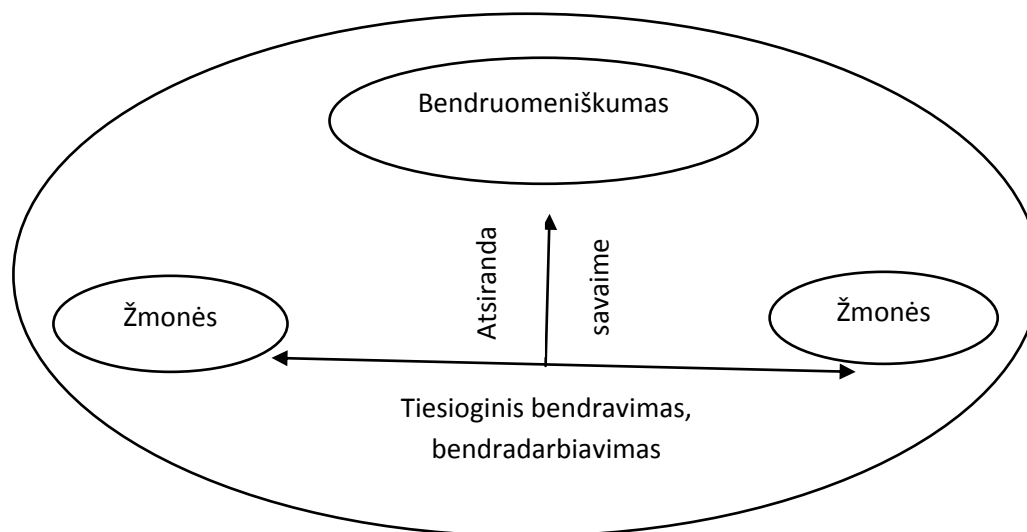 Bendruomeniškumas
Atsiranda
savaime
Žmonės
Žmonės
Tiesioginis bendravimas,
bendradarbiavimas